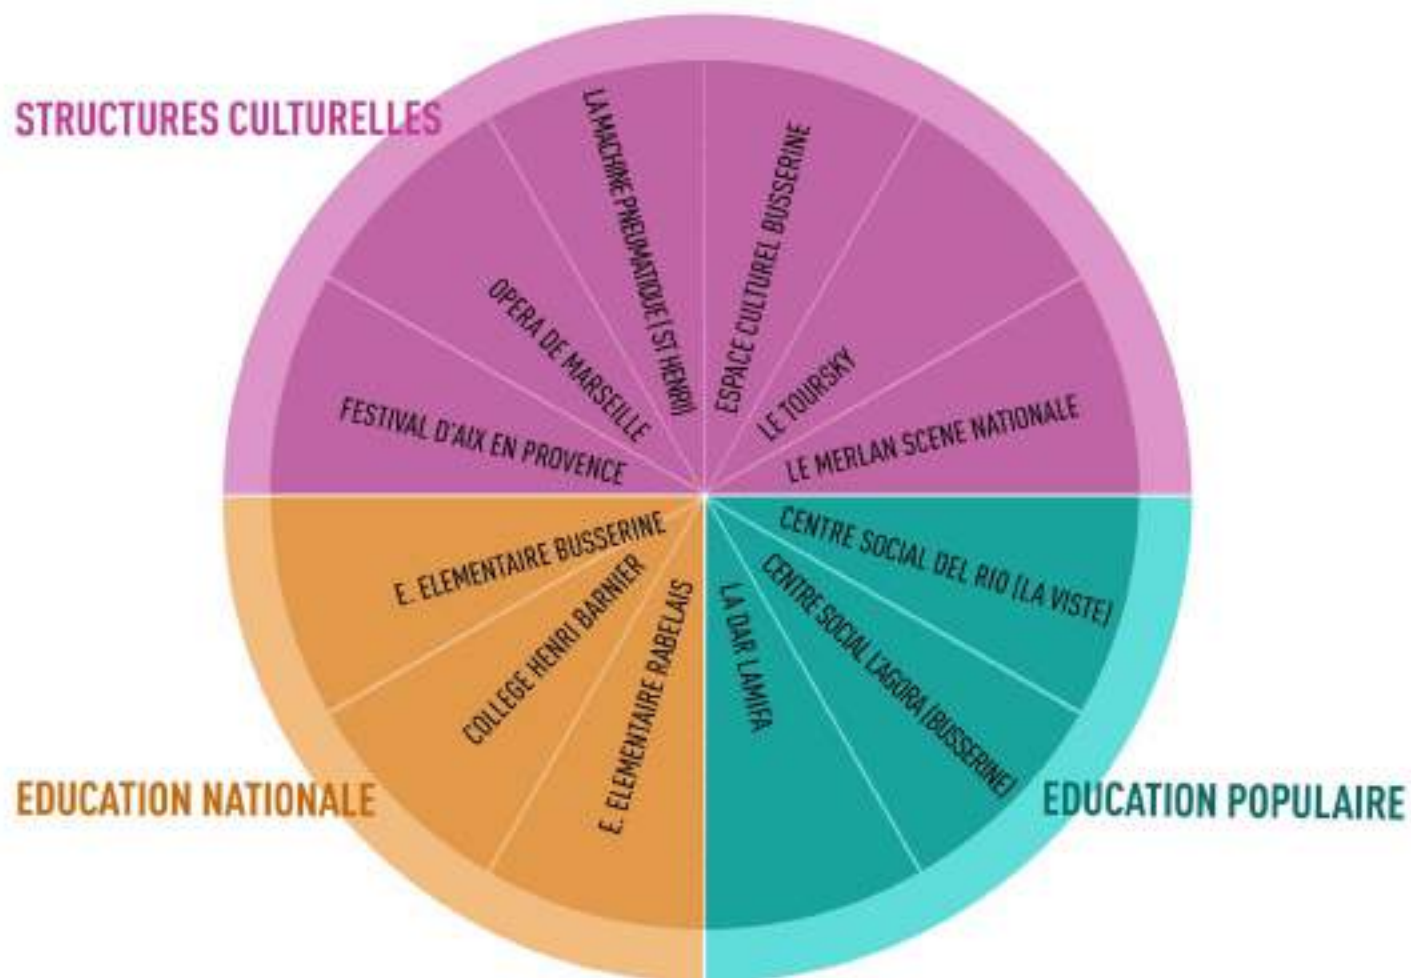 STRUCTURES CULTURELLES
FESTIVAL D'AIX EN PROVENCE
OPERA DE MARSEILLE
LA MACHINE PNEUMATIQUE (ST HENRI)
ESPACE CULTUREL BUSSERINE
LE TOURSKY
LE MERLAN SCENE NATIONALE
CENTRE SOCIAL DEL RIO (LA VISTE)
CENTRE SOCIAL L'AGORA (BUSSERINE)
LA DAR LAMIFA
EDUCATION POPULAIRE
E. ELEMENTAIRE BUSSERINE
COLLEGE HENRI BARNIER
E. ELEMENTAIRE RABELAIS
EDUCATION NATIONALE